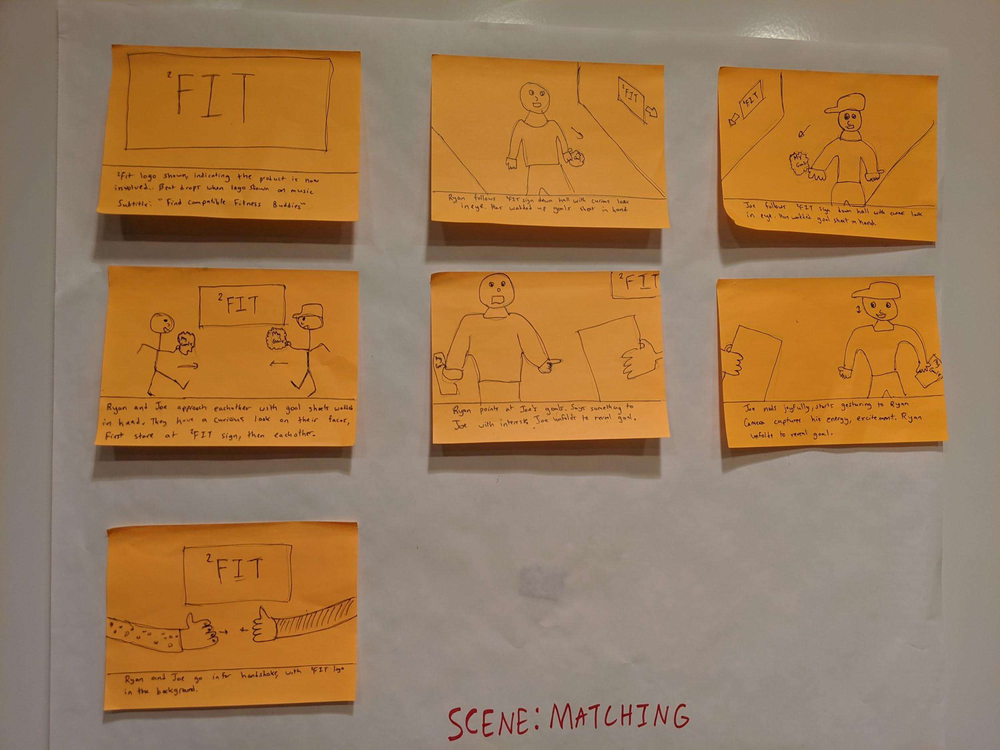 ²FIT
²Fit logo shown, indicating the product is now
involved.. Beat drops when logo shown on music
Subtitle: "Find Compatible Fitness Buddies"
²FIT
Ryan follows ²FIT sign down hall with curious look
in eye. Has wadded up goals sheet in hand
²FIT
MY
Goals
Joe follows ²FIT sign down hall with curious look
in eye. Has wadded goal sheet in hand.
²FIT
My
Goals
My
Goals
Ryan and Joe approach eachother with goal sheets wadded
in hand. They have a curious look on their faces,
First stare at ²FIT sign, then eachother.
²FIT
Ryan points at Joe's goals. Says something to
Joe with interest. Joe unfolds to reveal goal.
My
Goals
Joe nods joyfully, starts gesturing to Ryan
Camera captures his energy, excitement. Ryan
unfolds to reveal goal.
²FIT
Ryan and Joe go in for handshake, with ²FIT logo
in the background.
SCENE: MATCHING